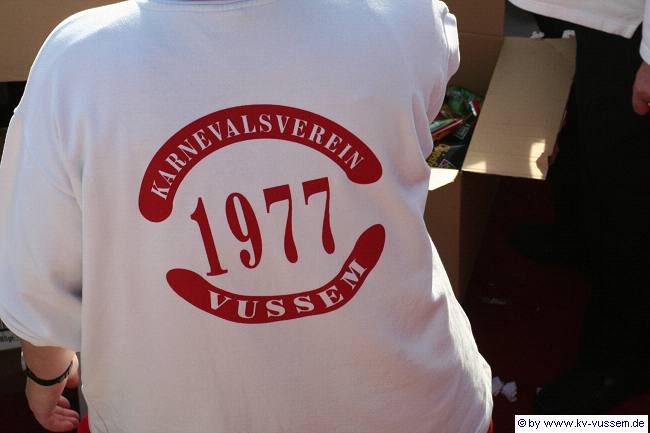 KARNEVALSVEREIN
1977
VUSSEM
© by www.kv-vussem.de